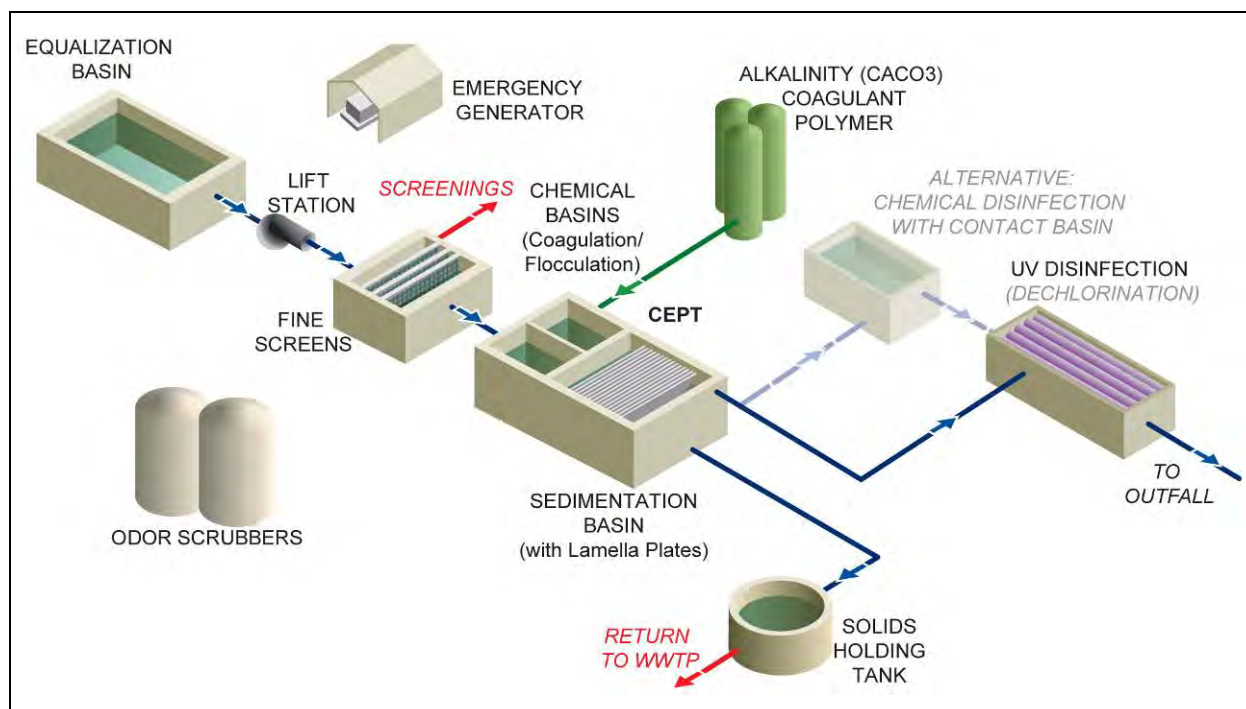 EQUALIZATION
BASIN
EMERGENCY
GENERATOR
ALKALINITY (CACO3)
COAGULANT
POLYMER
LIFT
STATION
SCREENINGS
CHEMICAL
BASINS
(Coagulation/
Flocculation)
ALTERNATIVE:
CHEMICAL DISINFECTION
WITH CONTACT BASIN
UV DISINFECTION
(DECHLORINATION)
FINE
SCREENS
CEPT
ODOR SCRUBBERS
SEDIMENTATION
BASIN
(with Lamella Plates)
TO
OUTFALL
RETURN
TO WWTP
SOLIDS
HOLDING
TANK